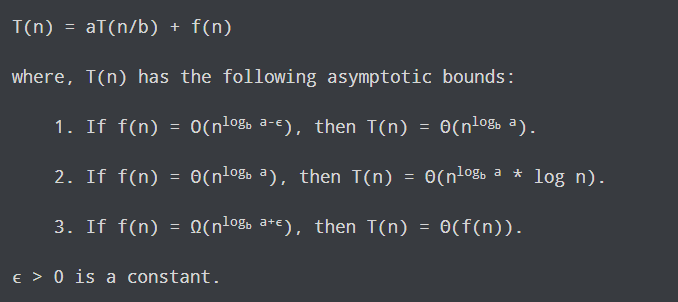 T(n) = aT(n/b) + f(n)
where, T(n) has the following asymptotic bounds:
1. If f(n) = O(n^(log_b a-ϵ)), then T(n) = Θ(n^(log_b a)).
2. If f(n) = Θ(n^(log_b a)), then T(n) = Θ(n^(log_b a) * log n).
3. If f(n) = Ω(n^(log_b a+ϵ)), then T(n) = Θ(f(n)).
ϵ > 0 is a constant.